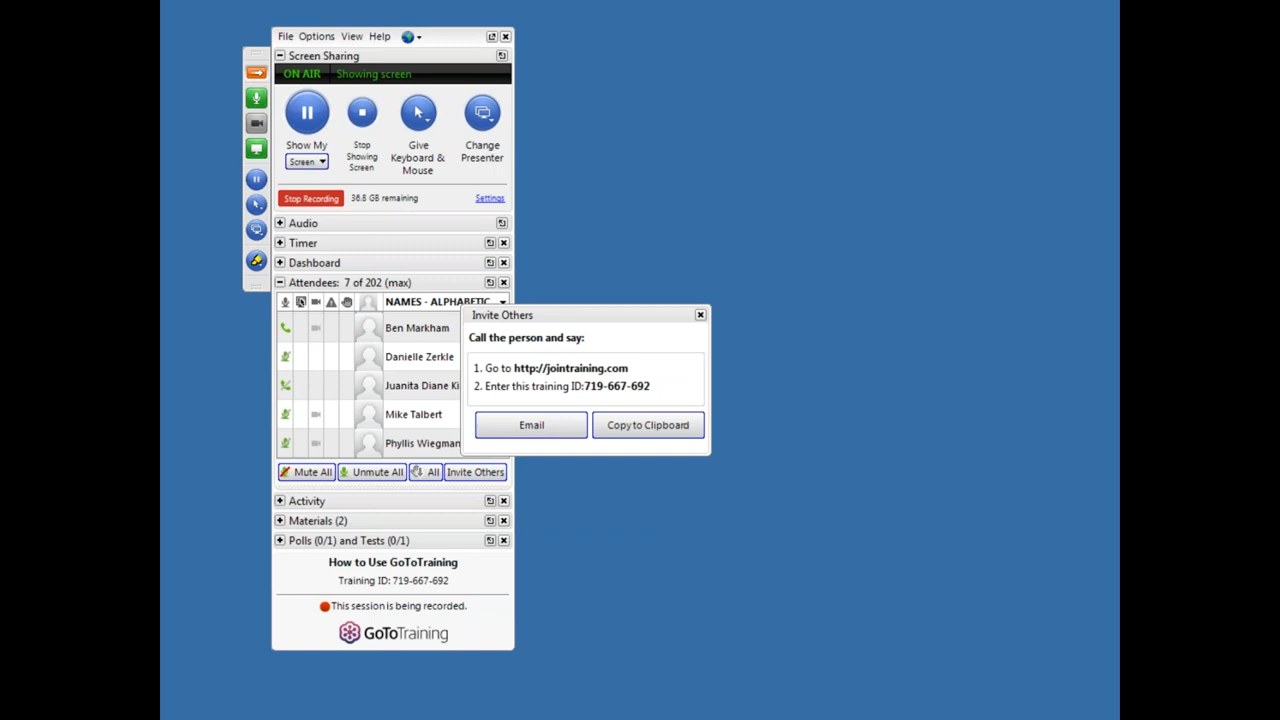 File Options View Help
Screen Sharing
ON AIR Showing screen
Show My
Screen
Stop
Showing
Screen
Give
Keyboard &
Mouse
Change
Presenter
Stop Recording 36.8 GB remaining Settings
Audio
Timer
Dashboard
Attendees: 7 of 202 (max)
NAMES - ALPHABETIC
Ben Markham
Danielle Zerkle
Juanita Diane Ki
Mike Talbert
Phyllis Wiegman
Mute All Unmute All All Invite Others
Invite Others
Call the person and say:
1. Go to http://jointraining.com
2. Enter this training ID:719-667-692
Email Copy to Clipboard
Activity
Materials (2)
Polls (0/1) and Tests (0/1)
How to Use GoToTraining
Training ID: 719-667-692
This session is being recorded.
GoToTraining